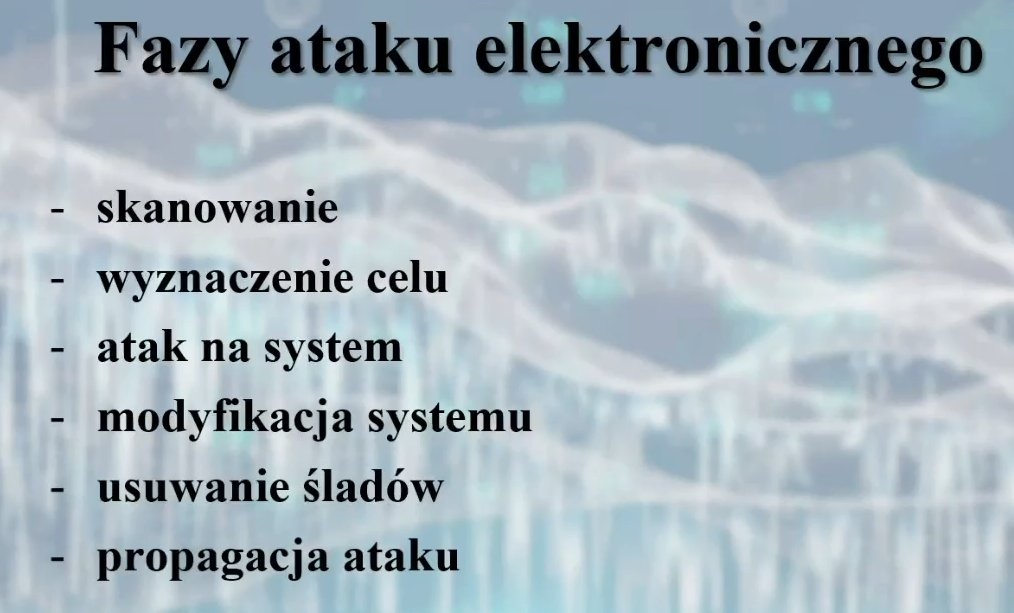 Fazy ataku elektronicznego
- skanowanie
- wyznaczenie celu
- atak na system
- modyfikacja systemu
- usuwanie śladów
- propagacja ataku